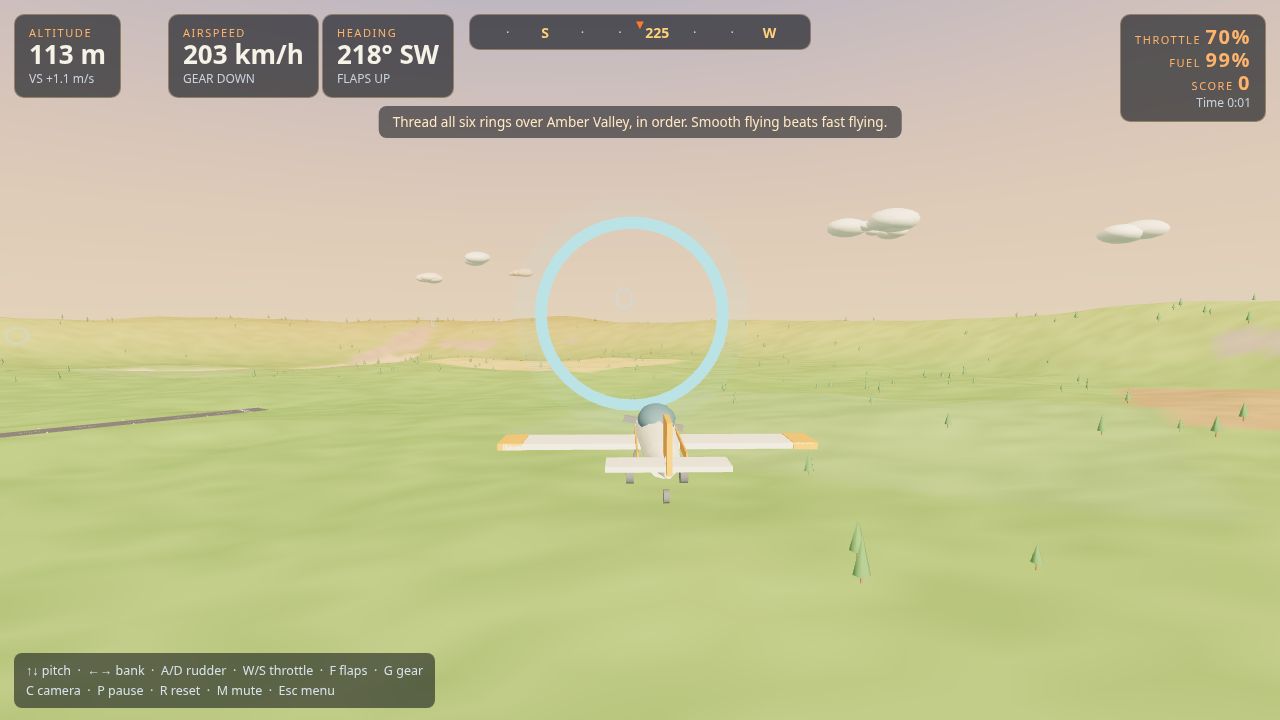 ALTITUDE
113 m
VS +1.1 m/s
AIRSPEED
203 km/h
GEAR DOWN
HEADING
218° SW
FLAPS UP
· S · · 225 · · W
THROTTLE 70%
FUEL 99%
SCORE 0
Time 0:01
Thread all six rings over Amber Valley, in order. Smooth flying beats fast flying.
↑↓ pitch · ←→ bank · A/D rudder · W/S throttle · F flaps · G gear
C camera · P pause · R reset · M mute · Esc menu